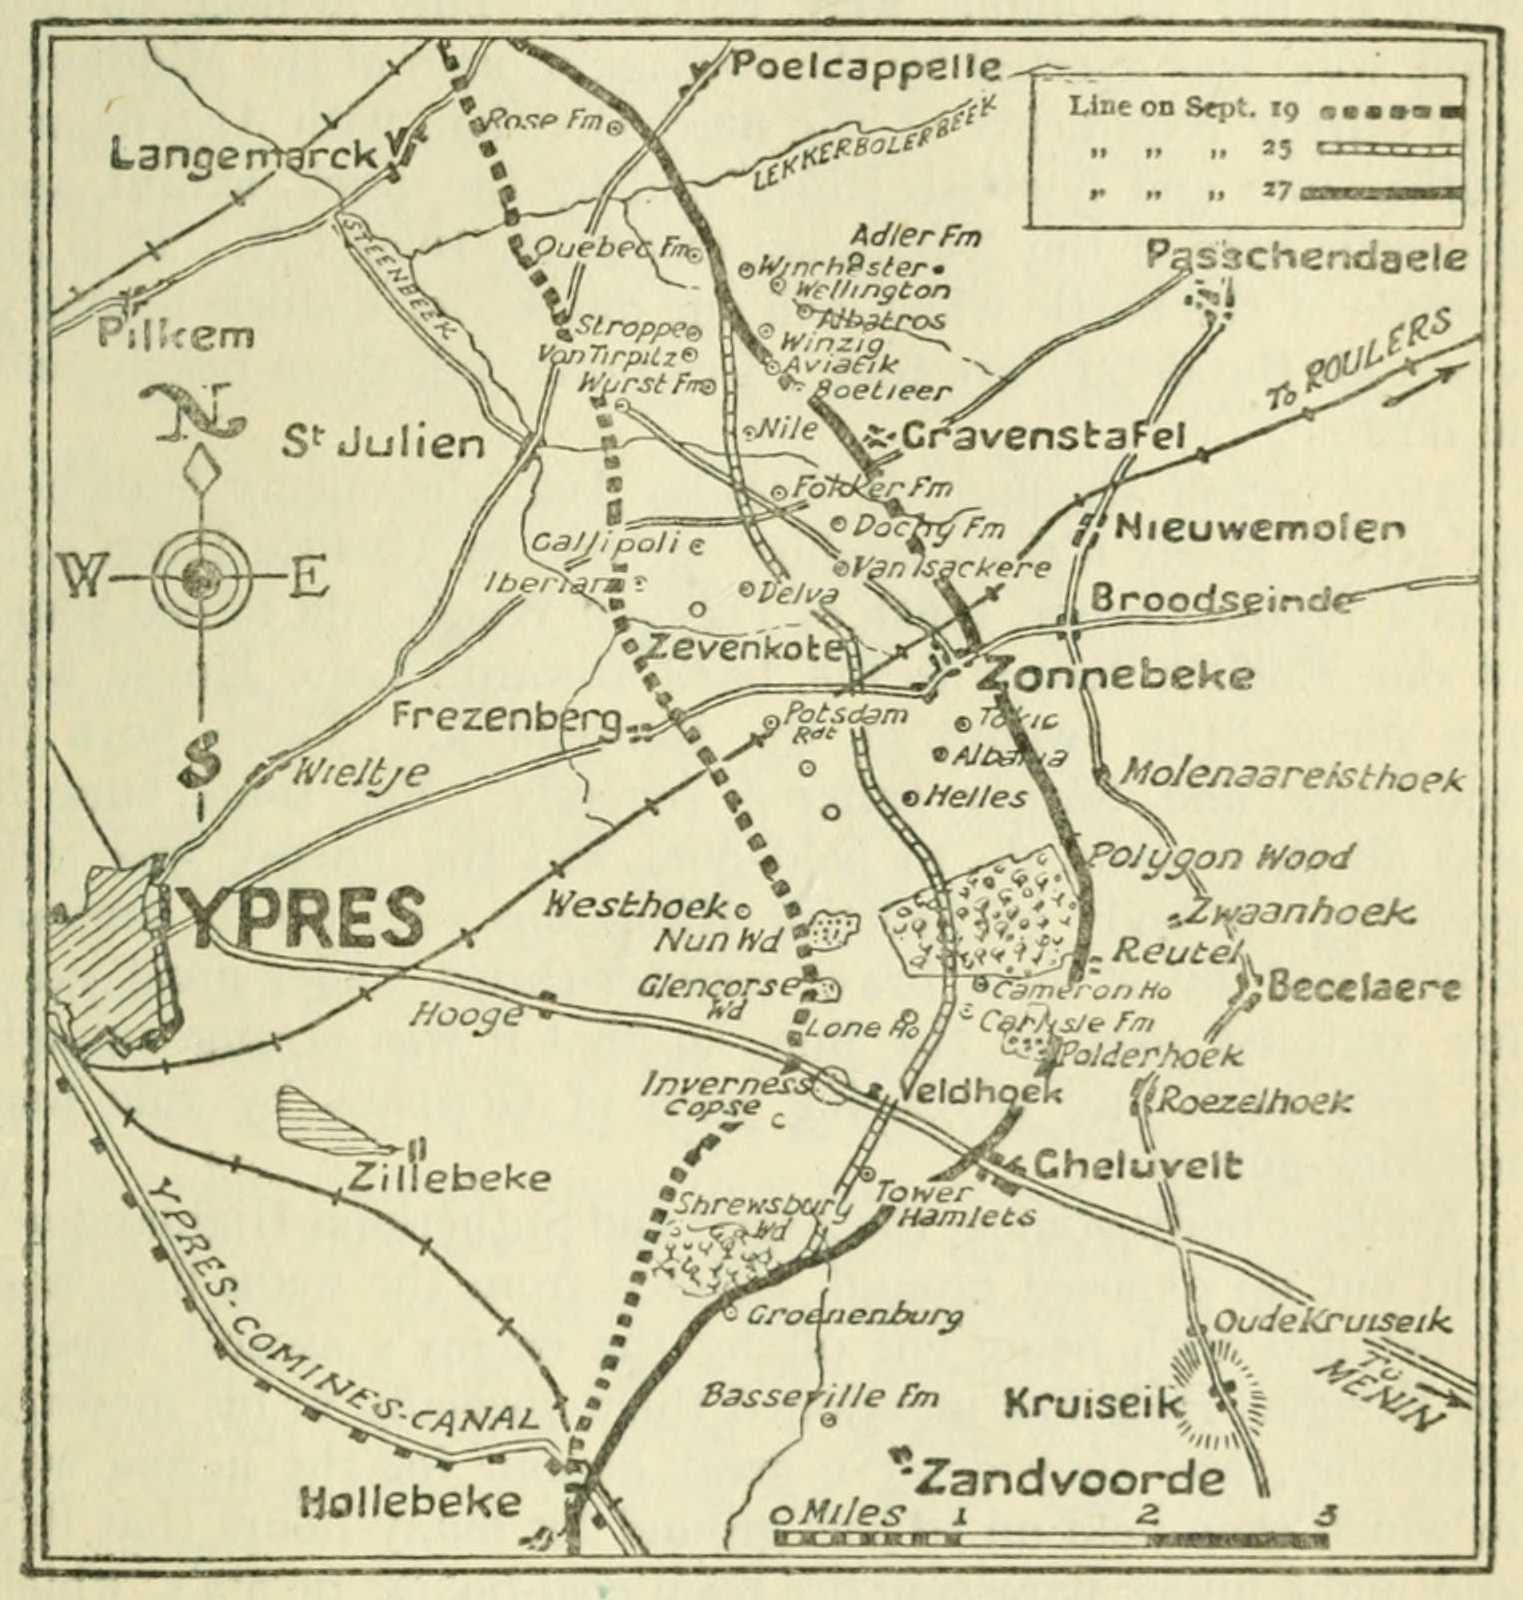 Poelcappelle
Line on Sept. 19
„ „ „ 25
„ „ „ 27
Rose Fm
Langemarck
LEKKERBOLERBEEK
STEENBEEK
Quebec Fm
Adler Fm
Winchester
Wellington
Albatros
Passchendaele
Pilkem
Stroppe
Winzig
Von Tirpitz
Aviatik
Wurst Fm
Boetleer
To ROULERS
N
St Julien
Nile
Gravenstafel
Fokker Fm
Dochy Fm
Nieuwemolen
Gallipoli
Van Isackere
W
E
Iberian
Delva
Broodseinde
Zevenkote
Zonnebeke
Frezenberg
Potsdam
Rdt
Tokio
S
Wieltje
Albania
Molenaareisthoek
Helles
Polygon Wood
YPRES
Westhoek
Zwaanhoek
Nun Wd
Reutel
Glencorse
Wd
Cameron Ho
Becelaere
Hooge
Lone Ho
Carlisle Fm
Polderhoek
Inverness
Copse
Veldhoek
Roezelhoek
Zillebeke
Gheluvelt
Shrewsbury
Wd
Tower
Hamlets
YPRES-COMINES-CANAL
Groenenburg
Oude Kruiseik
TO
MENIN
Basseville Fm
Kruiseik
Zandvoorde
Hollebeke
0 Miles 1 2 3